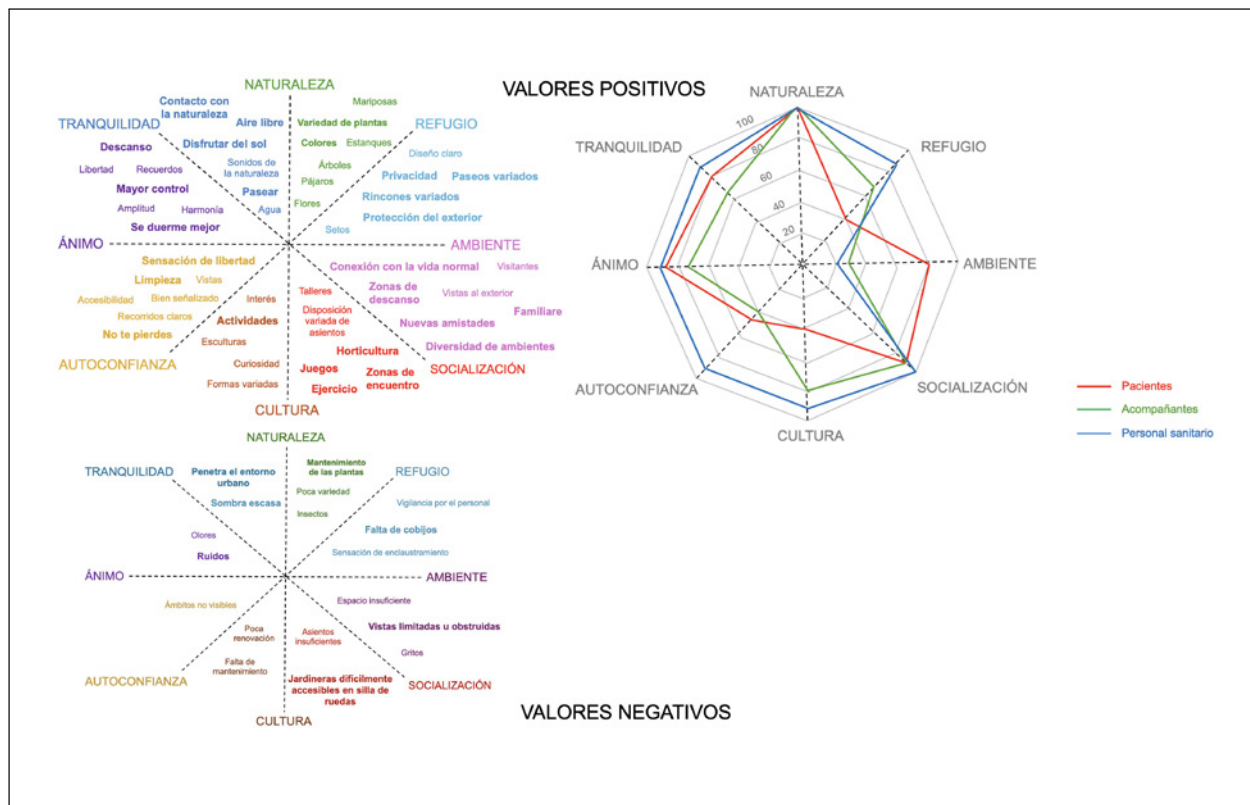 VALORES POSITIVOS
NATURALEZA
Mariposas
Contacto con
la naturaleza
Aire libre
Variedad de plantas
TRANQUILIDAD
REFUGIO
Descanso
Disfrutar del sol
Colores
Estanques
Diseño claro
Libertad
Recuerdos
Sonidos de
la naturaleza
Árboles
Privacidad
Paseos variados
Mayor control
Pasear
Pájaros
Rincones variados
Amplitud
Harmonía
Agua
Flores
Protección del exterior
Se duerme mejor
Setos
ÁNIMO
AMBIENTE
Sensación de libertad
Conexión con la vida normal
Visitantes
Limpieza
Vistas
Zonas de
descanso
Vistas al exterior
Accesibilidad
Bien señalizado
Interés
Talleres
Familiare
Recorridos claros
Actividades
Disposición
variada de
asientos
Nuevas amistades
No te pierdes
Esculturas
Horticultura
Diversidad de ambientes
AUTOCONFIANZA
Curiosidad
Juegos
Zonas de
encuentro
SOCIALIZACIÓN
Formas variadas
Ejercicio
CULTURA
NATURALEZA
100
80
60
40
20
TRANQUILIDAD
REFUGIO
ÁNIMO
AMBIENTE
AUTOCONFIANZA
SOCIALIZACIÓN
CULTURA
Pacientes
Acompañantes
Personal sanitario
NATURALEZA
TRANQUILIDAD
Penetra el entorno
urbano
Mantenimiento
de las plantas
REFUGIO
Sombra escasa
Poca variedad
Vigilancia por el personal
Insectos
Olores
Falta de cobijos
Ruidos
Sensación de enclaustramiento
ÁNIMO
AMBIENTE
Ámbitos no visibles
Espacio insuficiente
Poca
renovación
Asientos
insuficientes
Vistas limitadas u obstruidas
Falta de
mantenimiento
Gritos
AUTOCONFIANZA
Jardineras difícilmente
accesibles en silla de
ruedas
SOCIALIZACIÓN
CULTURA
VALORES NEGATIVOS